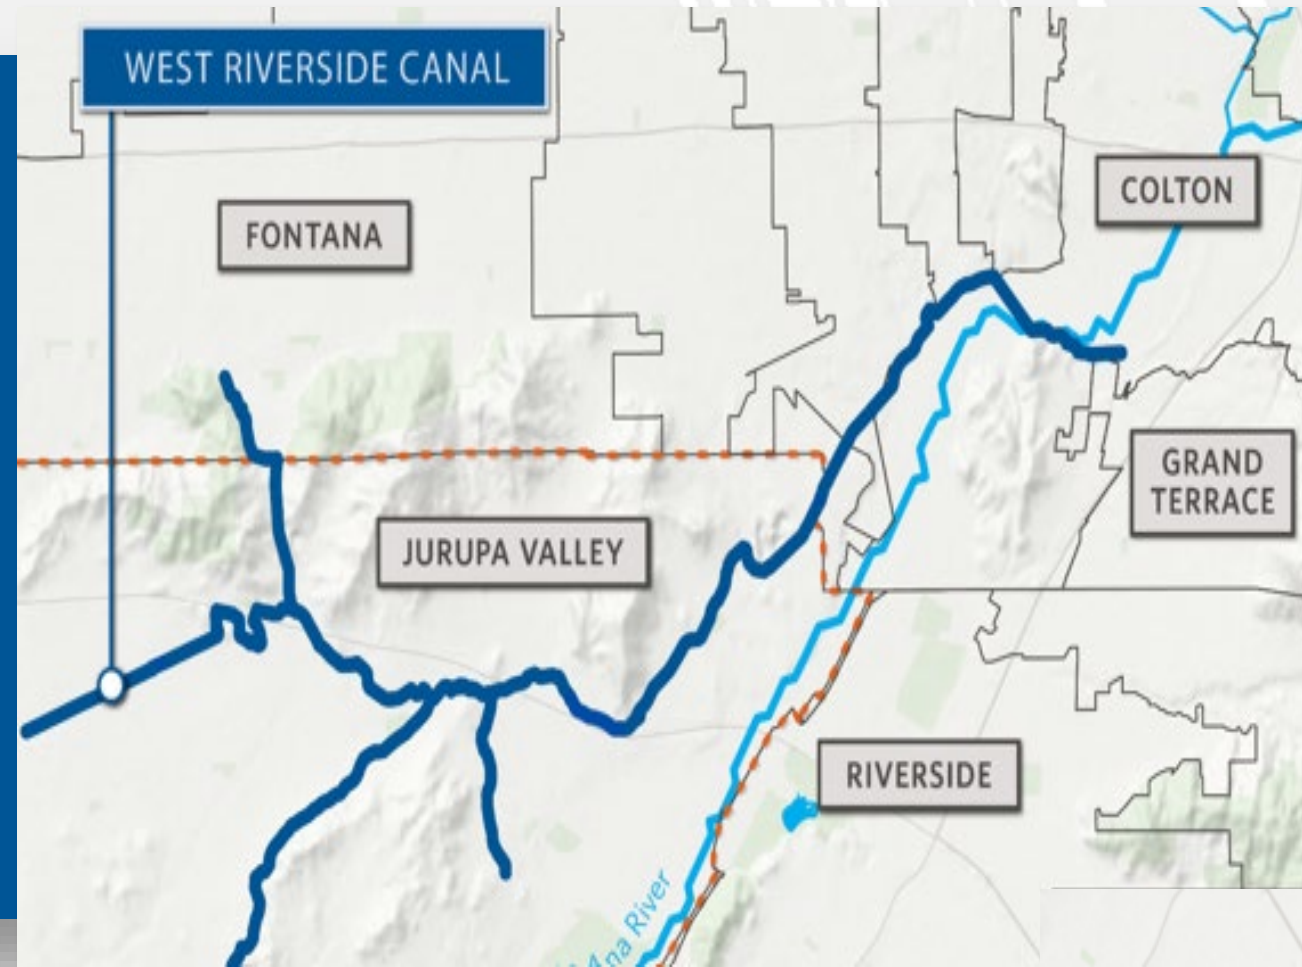 WEST RIVERSIDE CANAL
COLTON
FONTANA
GRAND
TERRACE
JURUPA VALLEY
RIVERSIDE
Ana River